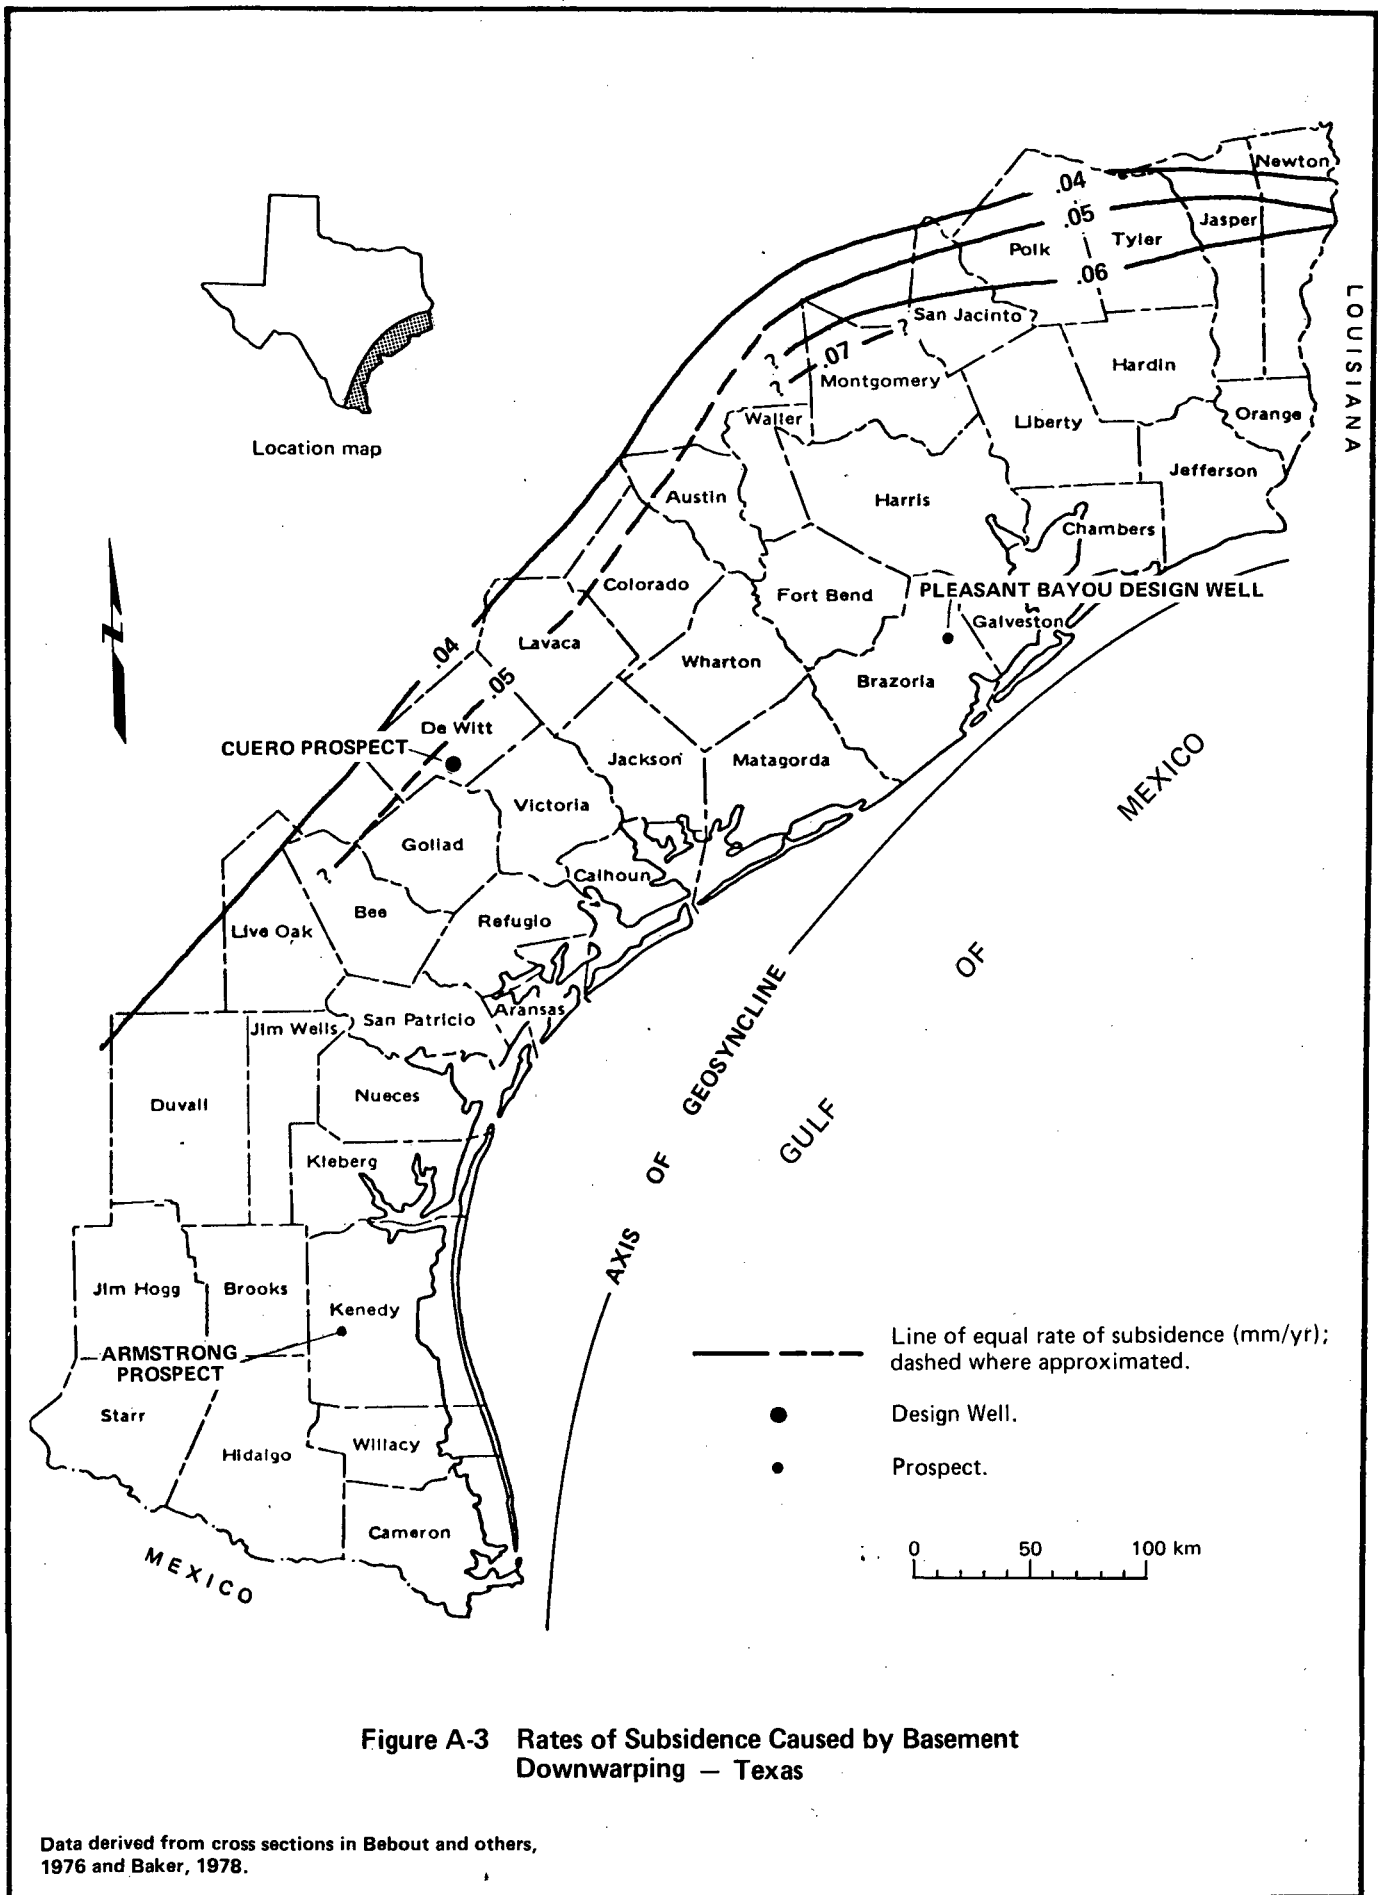 Newton
.04
.05
Jasper
Polk
Tyler
.06
LOUISIANA
San Jacinto
?
.07
?
?
Montgomery
Hardin
Waller
Liberty
Orange
Location map
Jefferson
Austin
Harris
Chambers
Colorado
Fort Bend
PLEASANT BAYOU DESIGN WELL
Galveston
Lavaca
.04
Wharton
.05
Brazoria
De Witt
CUERO PROSPECT
Jackson
Matagorda
N
MEXICO
Victoria
Goliad
?
Calhoun
Bee
Refugio
Live Oak
OF
Aransas
San Patricio
Jim Wells
GEOSYNCLINE
Nueces
Duvall
GULF
Kleberg
OF
AXIS
Jim Hogg
Brooks
Kenedy
ARMSTRONG
PROSPECT
Line of equal rate of subsidence (mm/yr);
dashed where approximated.
Starr
Design Well.
Willacy
Hidalgo
Prospect.
Cameron
0 50 100 km
MEXICO
Figure A-3 Rates of Subsidence Caused by Basement
Downwarping — Texas
Data derived from cross sections in Bebout and others,
1976 and Baker, 1978.